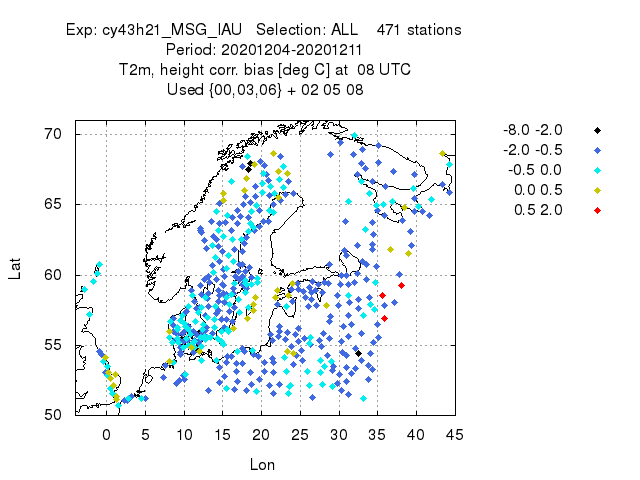 Exp: cy43h21_MSG_IAU   Selection: ALL    471 stations
Period: 20201204-20201211
T2m, height corr. bias [deg C] at  08 UTC
Used {00,03,06} + 02 05 08
-8.0 -2.0
-2.0 -0.5
-0.5 0.0
0.0 0.5
0.5 2.0
70
65
60
55
50
Lat
0 5 10 15 20 25 30 35 40 45
Lon